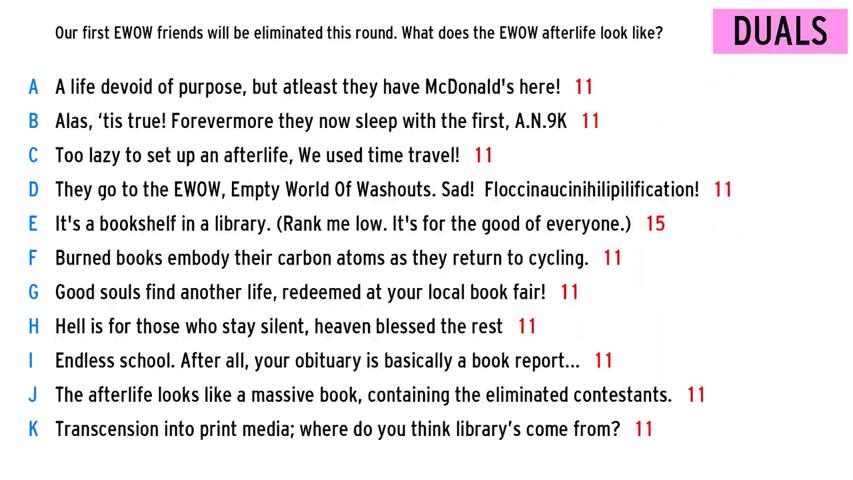 Our first EWOW friends will be eliminated this round. What does the EWOW afterlife look like?
DUALS
A A life devoid of purpose, but atleast they have McDonald's here! 11
B Alas, ‘tis true! Forevermore they now sleep with the first, A.N.9K 11
C Too lazy to set up an afterlife, We used time travel! 11
D They go to the EWOW, Empty World Of Washouts. Sad! Floccinaucinihilipilification! 11
E It's a bookshelf in a library. (Rank me low. It's for the good of everyone.) 15
F Burned books embody their carbon atoms as they return to cycling. 11
G Good souls find another life, redeemed at your local book fair! 11
H Hell is for those who stay silent, heaven blessed the rest 11
I Endless school. After all, your obituary is basically a book report... 11
J The afterlife looks like a massive book, containing the eliminated contestants. 11
K Transcension into print media; where do you think library’s come from? 11